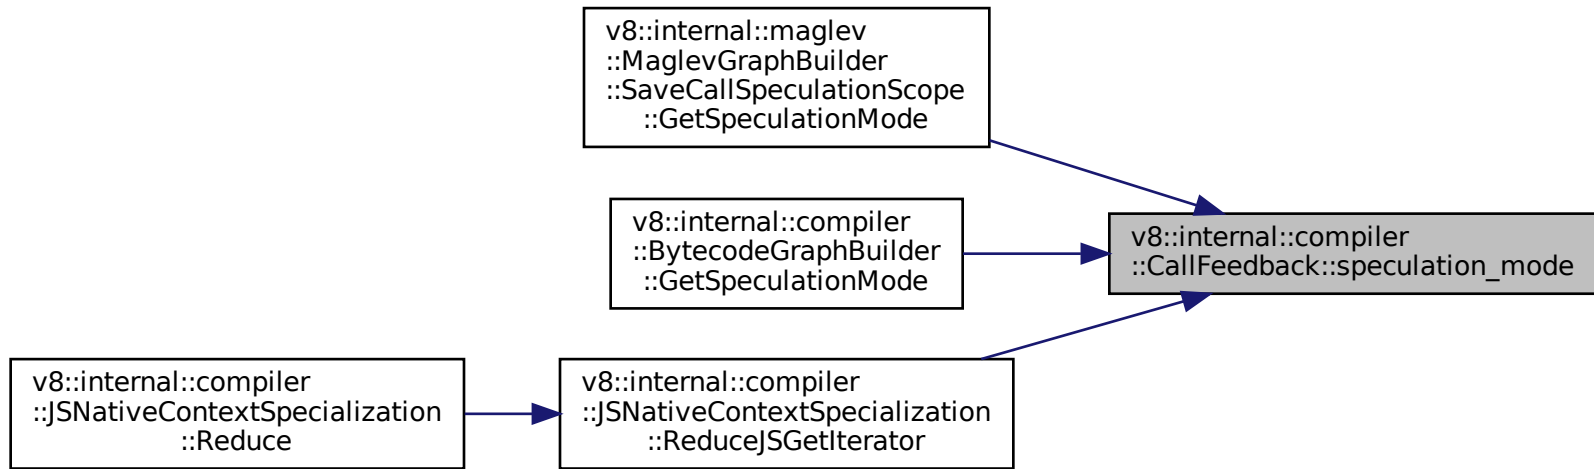 v8::internal::maglev
::MaglevGraphBuilder
::SaveCallSpeculationScope
::GetSpeculationMode
v8::internal::compiler
::BytecodeGraphBuilder
::GetSpeculationMode
v8::internal::compiler
::CallFeedback::speculation_mode
v8::internal::compiler
::JSNativeContextSpecialization
::Reduce
v8::internal::compiler
::JSNativeContextSpecialization
::ReduceJSGetIterator